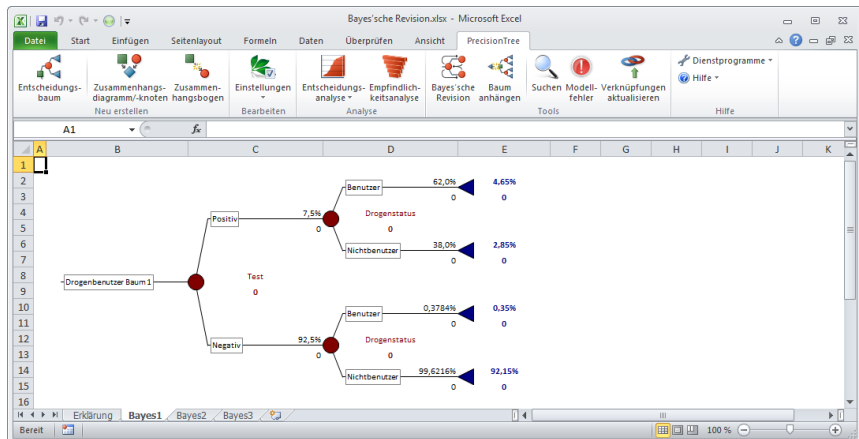 Bayes'sche Revision.xlsx - Microsoft Excel
Datei Start Einfügen Seitenlayout Formeln Daten Überprüfen Ansicht PrecisionTree
Entscheidungs-
baum
Zusammenhangs-
diagramm/-knoten
Zusammen-
hangsbogen
Neu erstellen
Einstellungen
Bearbeiten
Entscheidungs-
analyse
Empfindlich-
keitsanalyse
Analyse
Bayes'sche
Revision
Baum
anhängen
Suchen
Modell-
fehler
Verknüpfungen
aktualisieren
Tools
Dienstprogramme
Hilfe
Hilfe
A1 fx
A B C D E F G H I J K
1
2 62,0% 4,65%
Benutzer
3 0 0
4 7,5% Drogenstatus
Positiv
5 0 0
6 38,0% 2,85%
Nichtbenutzer
7 0 0
8 Test
Drogenbenutzer Baum 1
9 0
10 0,3784% 0,35%
Benutzer
11 0 0
12 92,5% Drogenstatus
Negativ
13 0 0
14 99,6216% 92,15%
Nichtbenutzer
15 0 0
16
Erklärung Bayes1 Bayes2 Bayes3
Bereit 100 %